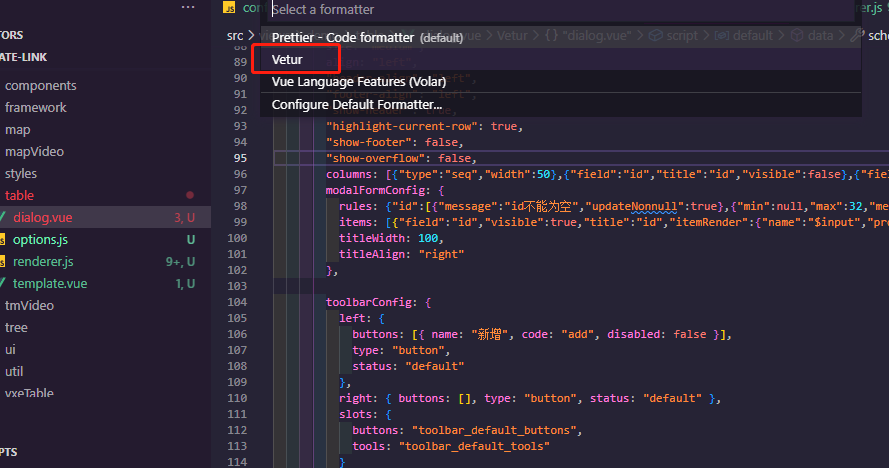 con
Select a formatter
er.js 9
TORS
src
Prettier - Code formatter (default)
vue > Vetur > {} "dialog.vue" > script > default > data > sche
ATE-LINK
Vetur
components
Vue Language Features (Volar)
framework
Configure Default Formatter...
map
mapVideo
styles
table
dialog.vue 3, U
options.js U
renderer.js 9+, U
template.vue 1, U
tmVideo
tree
ui
util
vxeTable
PTS
89
90
91
92
93 "highlight-current-row": true,
94 "show-footer": false,
95 "show-overflow": false,
96 columns: [{"type":"seq","width":50},{"field":"id","title":"id","visible":false},{"fiel
97 modalFormConfig: {
98 rules: {"id":[{"message":"id不能为空","updateNonnull":true},{"min":null,"max":32,"me
99 items: [{"field":"id","visible":true,"title":"id","itemRender":{"name":"$input","pro
100 titleWidth: 100,
101 titleAlign: "right"
102 },
103
104 toolbarConfig: {
105 left: {
106 buttons: [{ name: "新增", code: "add", disabled: false }],
107 type: "button",
108 status: "default"
109 },
110 right: { buttons: [], type: "button", status: "default" },
111 slots: {
112 buttons: "toolbar_default_buttons",
113 tools: "toolbar_default_tools"
114 }